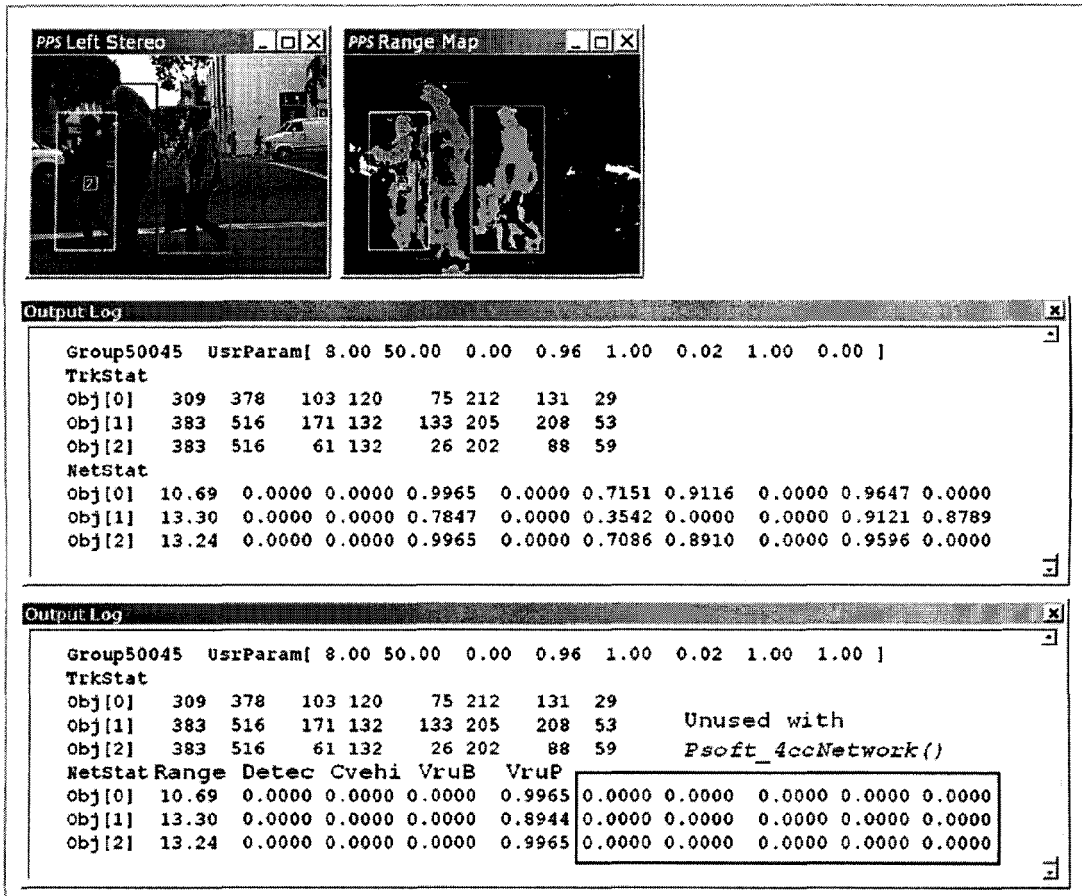 PPS Left Stereo
PPS Range Map
2
Output Log
Group50045 UsrParam[ 8.00 50.00 0.00 0.96 1.00 0.02 1.00 0.00 ]
TrkStat
Obj[0] 309 378 103 120 75 212 131 29
Obj[1] 383 516 171 132 133 205 208 53
Obj[2] 383 516 61 132 26 202 88 59
NetStat
Obj[0] 10.69 0.0000 0.0000 0.9965 0.0000 0.7151 0.9116 0.0000 0.9647 0.0000
Obj[1] 13.30 0.0000 0.0000 0.7847 0.0000 0.3542 0.0000 0.0000 0.9121 0.8789
Obj[2] 13.24 0.0000 0.0000 0.9965 0.0000 0.7086 0.8910 0.0000 0.9596 0.0000
Output Log
Group50045 UsrParam[ 8.00 50.00 0.00 0.96 1.00 0.02 1.00 1.00 ]
TrkStat
Obj[0] 309 378 103 120 75 212 131 29
Obj[1] 383 516 171 132 133 205 208 53
Obj[2] 383 516 61 132 26 202 88 59
Unused with
Psoft_4ccNetwork()
NetStat Range Detec Cvehi VruB VruP
Obj[0] 10.69 0.0000 0.0000 0.0000 0.9965 0.0000 0.0000 0.0000 0.0000 0.0000
Obj[1] 13.30 0.0000 0.0000 0.0000 0.8944 0.0000 0.0000 0.0000 0.0000 0.0000
Obj[2] 13.24 0.0000 0.0000 0.0000 0.9965 0.0000 0.0000 0.0000 0.0000 0.0000